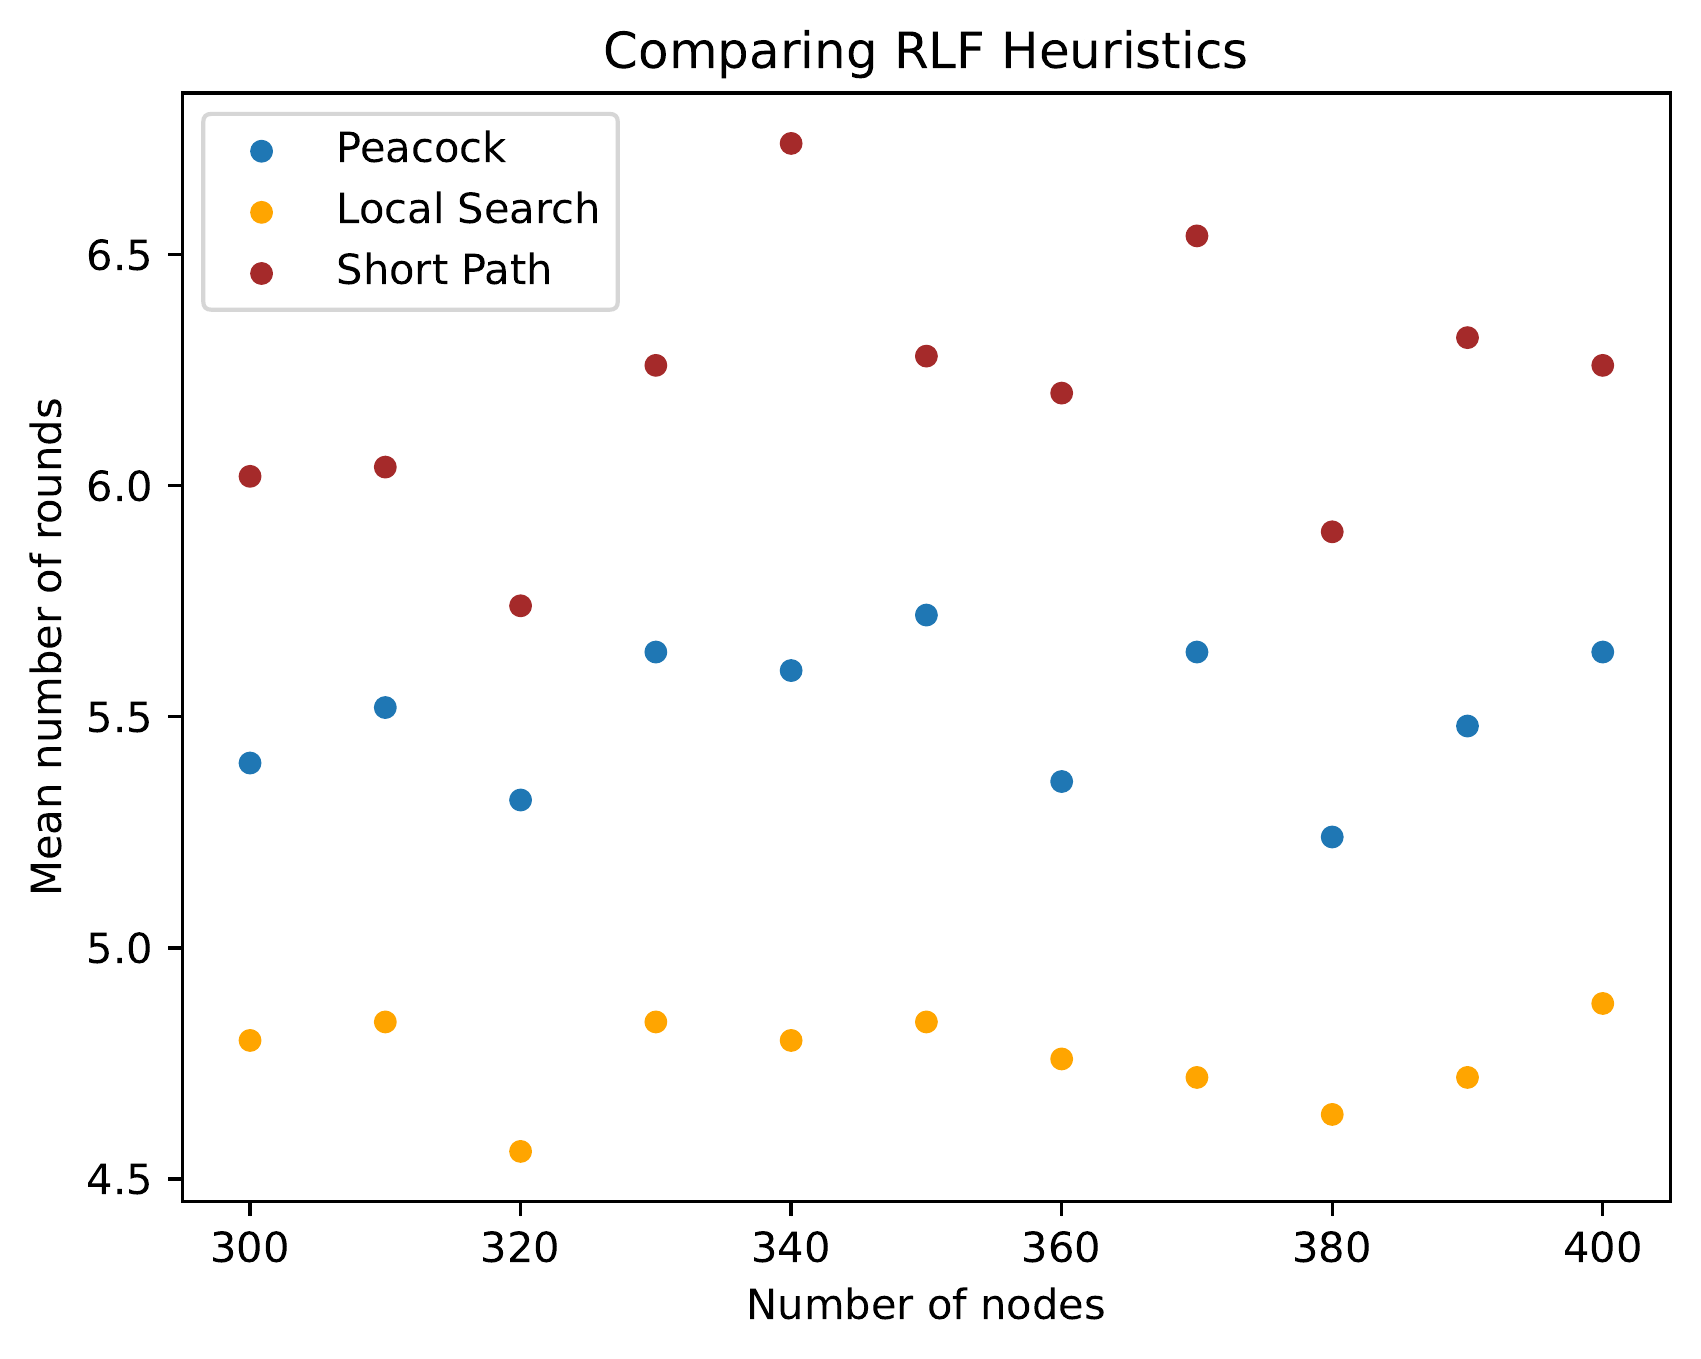 Comparing RLF Heuristics
Peacock
Local Search
Short Path
6.5
6.0
5.5
5.0
4.5
Mean number of rounds
300 320 340 360 380 400
Number of nodes